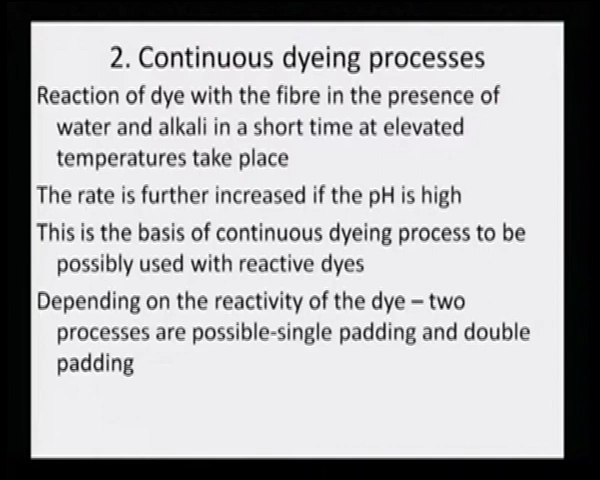 2. Continuous dyeing processes
Reaction of dye with the fibre in the presence of
water and alkali in a short time at elevated
temperatures take place
The rate is further increased if the pH is high
This is the basis of continuous dyeing process to be
possibly used with reactive dyes
Depending on the reactivity of the dye – two
processes are possible-single padding and double
padding